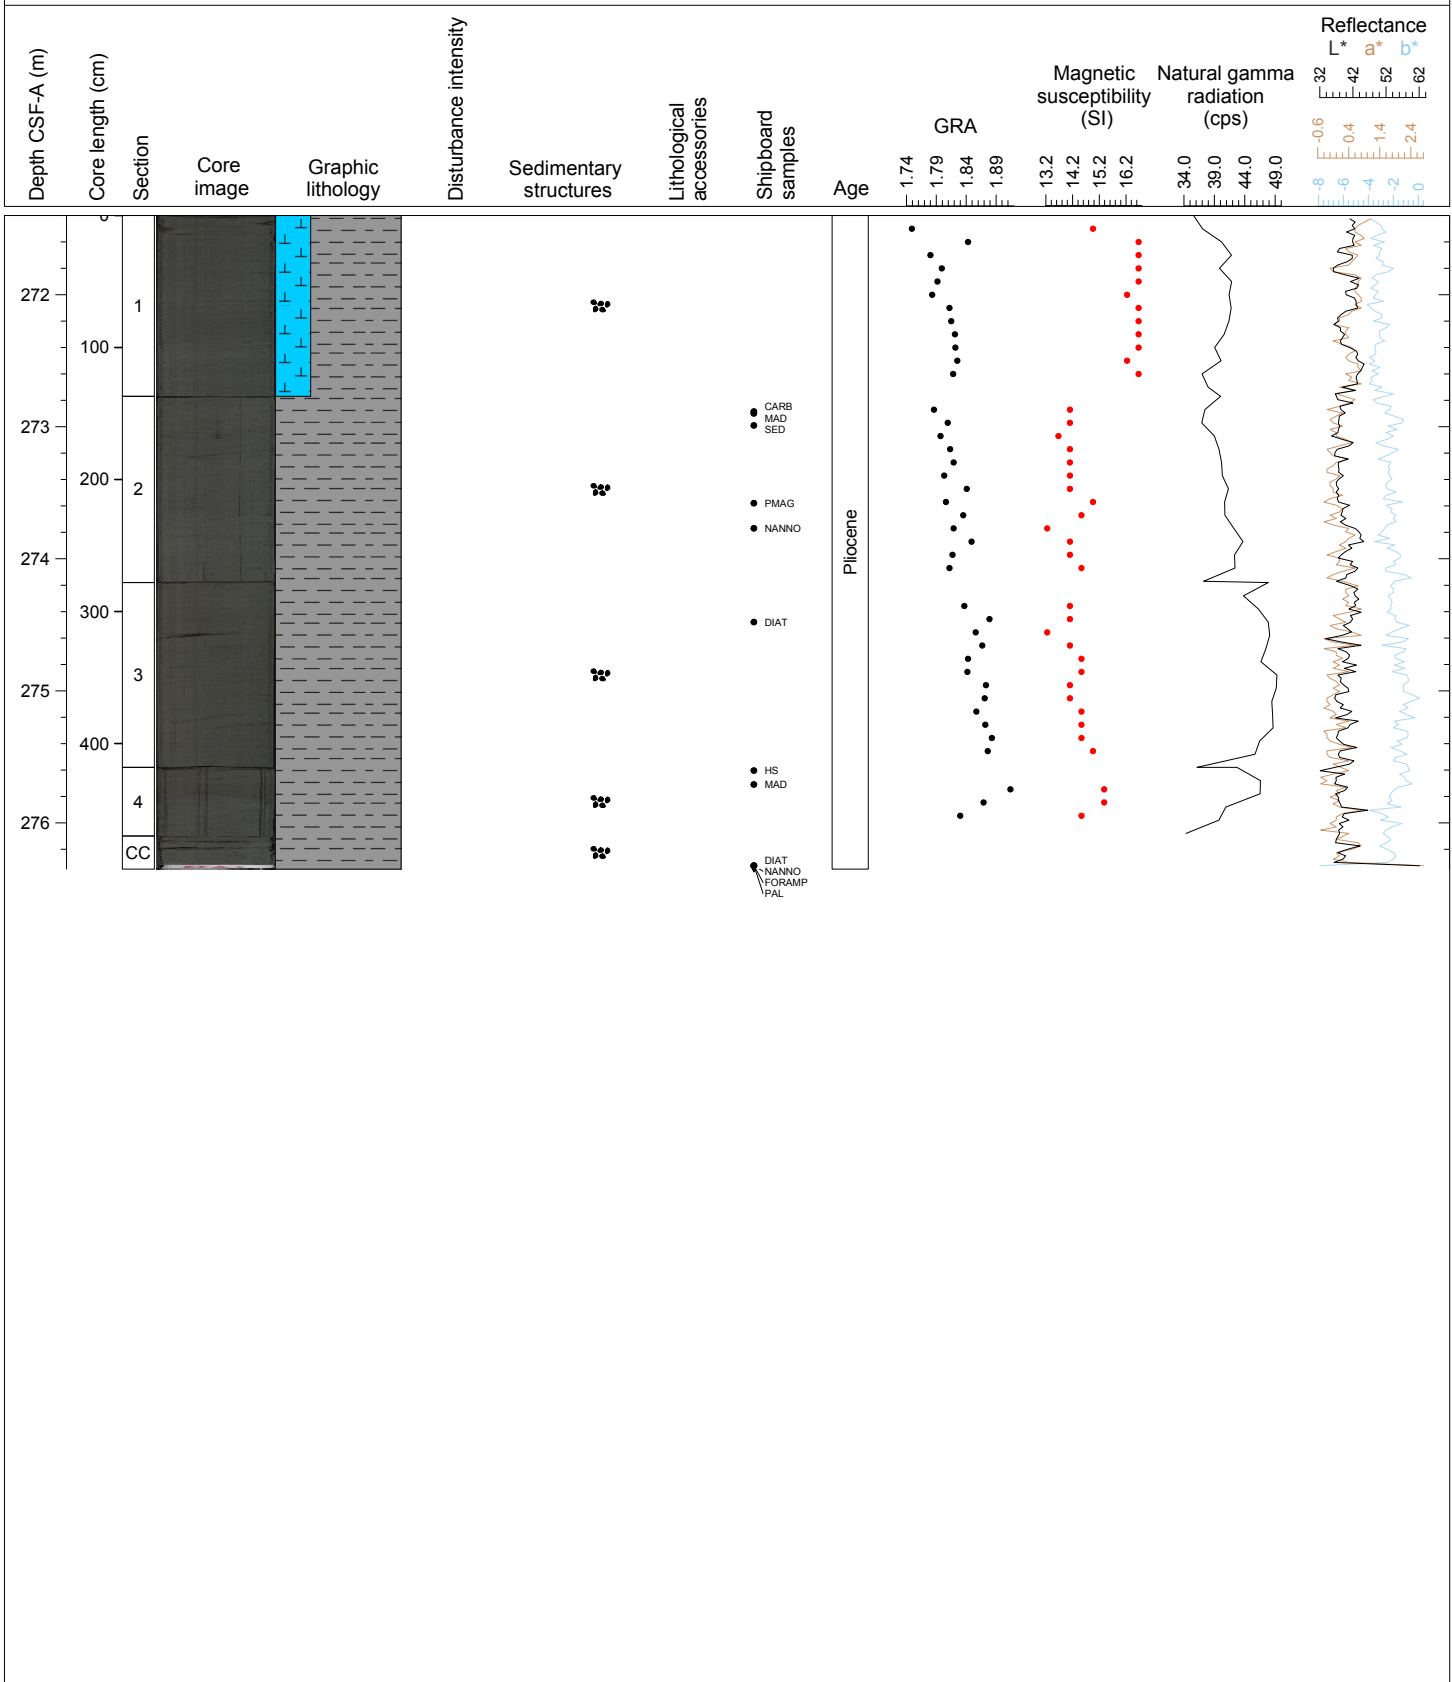 Depth CSF-A (m)
Core length (cm)
Section
Core
image
Graphic
lithology
Disturbance intensity
Sedimentary
structures
Lithological
accessories
Shipboard
samples
Age
GRA
1.74 1.79 1.84 1.89
Magnetic
susceptibility
(SI)
13.2 14.2 15.2 16.2
Natural gamma
radiation
(cps)
34.0 39.0 44.0 49.0
Reflectance
L* a* b*
32 42 52 62
-0.6 0.4 1.4 2.4
-8 -6 -4 -2 0
0
272
1
100
273
CARB
MAD
SED
200
2
PMAG
NANNO
274
Pliocene
300
DIAT
3
275
400
HS
MAD
4
276
CC
DIAT
NANNO
FORAMP
PAL